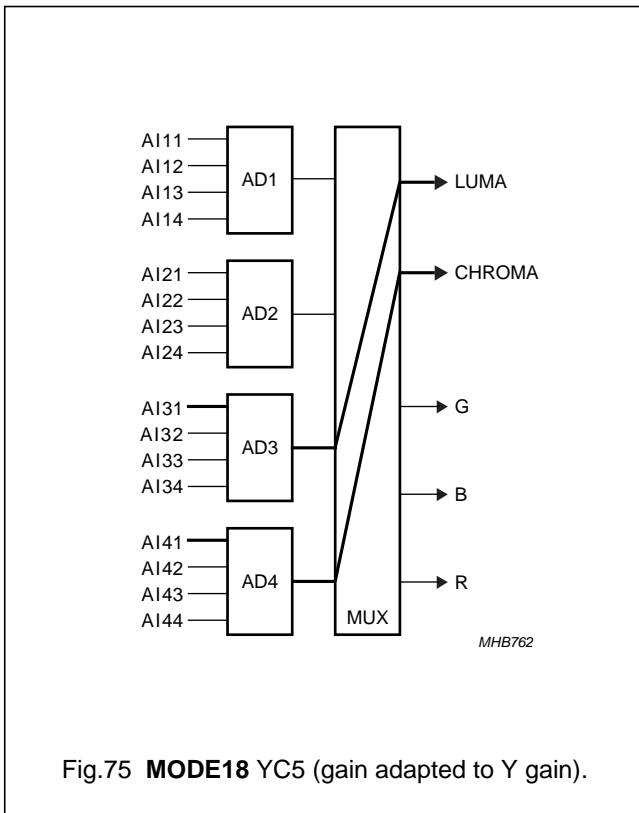 AI11
AI12
AI13
AI14
AD1
AI21
AI22
AI23
AI24
AD2
AI31
AI32
AI33
AI34
AD3
AI41
AI42
AI43
AI44
AD4
MUX
LUMA
CHROMA
G
B
R
MHB762
Fig.75 MODE18 YC5 (gain adapted to Y gain).